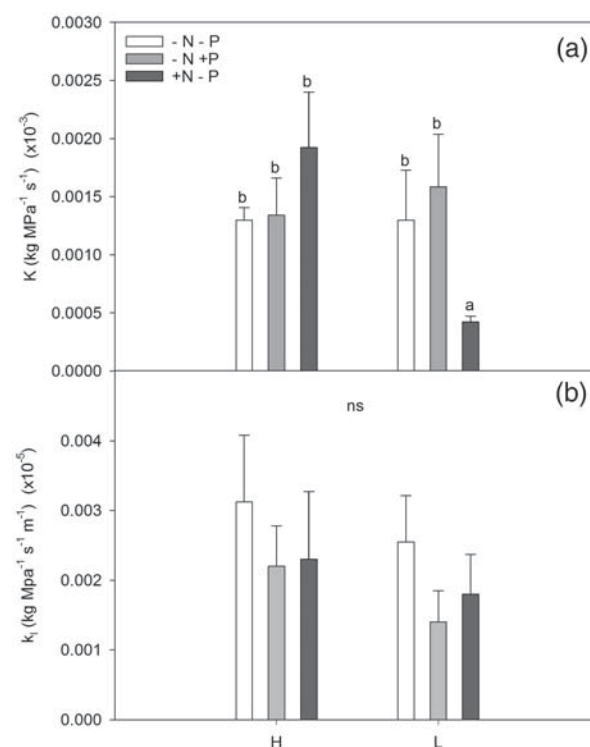 0.0030
(a)
- N - P
- N +P
+N - P
0.0025
0.0020
0.0015
0.0010
0.0005
0.0000
K (kg MPa⁻¹ s⁻¹) (x10⁻³)
b
b
b
b
b
a
(b)
ns
0.004
0.003
0.002
0.001
0.000
kₗ (kg Mpa⁻¹ s⁻¹ m⁻¹) (x10⁻⁵)
H
L